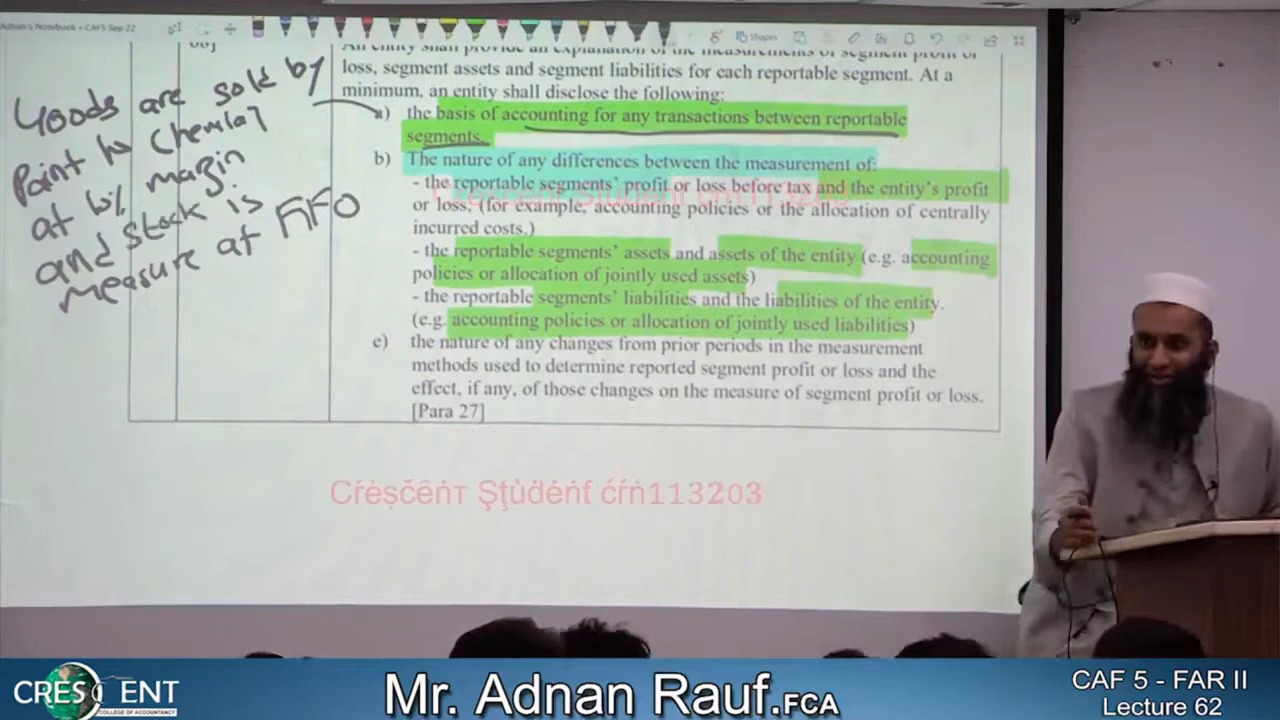 Adnan's Notebook - CAF5 Sep 22
Shapes
An entity shall provide an explanation of the measurements of segment profit or
loss, segment assets and segment liabilities for each reportable segment. At a
minimum, an entity shall disclose the following:
a) the basis of accounting for any transactions between reportable
segments.
b) The nature of any differences between the measurement of:
- the reportable segments' profit or loss before tax and the entity's profit
or loss. (for example, accounting policies or the allocation of centrally
incurred costs.)
- the reportable segments' assets and assets of the entity (e.g. accounting
policies or allocation of jointly used assets)
- the reportable segments' liabilities and the liabilities of the entity.
(e.g. accounting policies or allocation of jointly used liabilities)
c) the nature of any changes from prior periods in the measurement
methods used to determine reported segment profit or loss and the
effect, if any, of those changes on the measure of segment profit or loss.
[Para 27]
Goods are sold by
Paint to Chemical
at 10% margin
and stock is
measure at FIFO
Crėṣčēṅт Şţùḋėṅf ćŕṅ113203
CRESCENT
COLLEGE OF ACCOUNTANCY
Mr. Adnan Rauf.FCA
CAF 5 - FAR II
Lecture 62